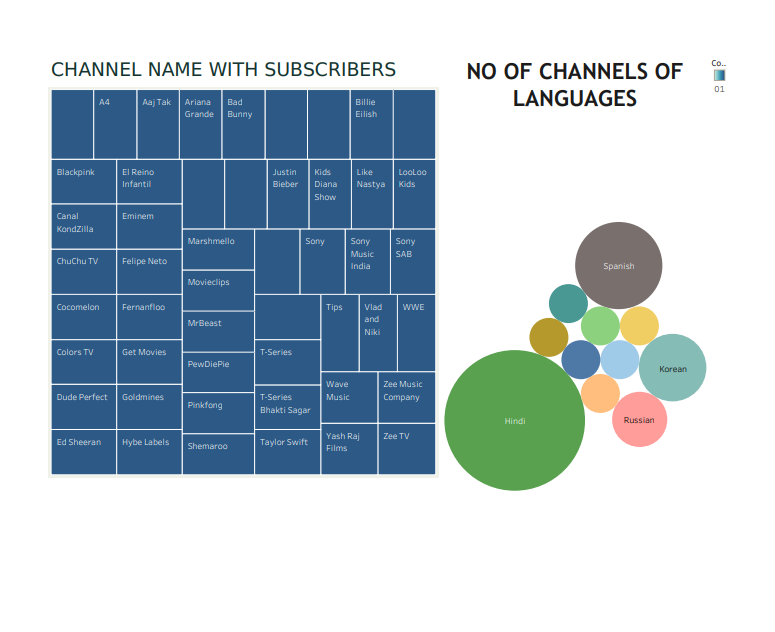 CHANNEL NAME WITH SUBSCRIBERS
NO OF CHANNELS OF
LANGUAGES
Co..
01
A4
Aaj Tak
Ariana
Grande
Bad
Bunny
Billie
Eilish
Blackpink
El Reino
Infantil
Justin
Bieber
Kids
Diana
Show
Like
Nastya
LooLoo
Kids
Canal
KondZilla
Eminem
Marshmello
Sony
Sony
Music
India
Sony
SAB
ChuChu TV
Felipe Neto
Movieclips
Cocomelon
Fernanfloo
MrBeast
Tips
Vlad
and
Niki
WWE
Colors TV
Get Movies
PewDiePie
T-Series
Dude Perfect
Goldmines
Pinkfong
T-Series
Bhakti Sagar
Wave
Music
Zee Music
Company
Ed Sheeran
Hybe Labels
Shemaroo
Taylor Swift
Yash Raj
Films
Zee TV
Spanish
Korean
Hindi
Russian